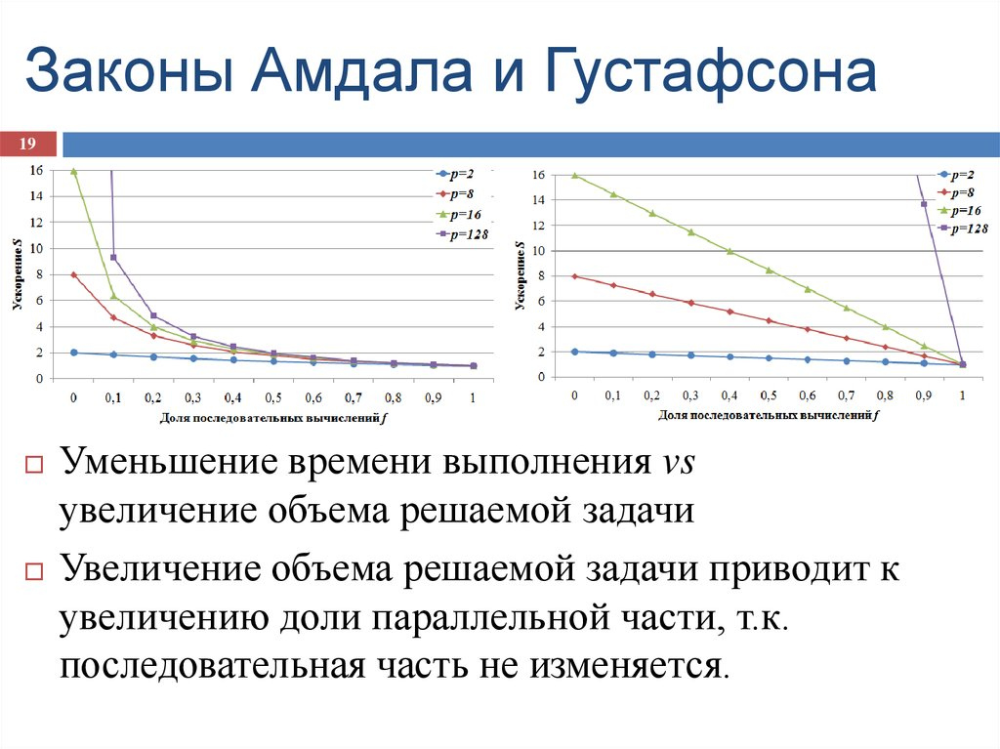 Законы Амдала и Густафсона
19
16
14
12
10
8
6
4
2
0
Ускорение S
0 0,1 0,2 0,3 0,4 0,5 0,6 0,7 0,8 0,9 1
Доля последовательных вычислений f
p=2
p=8
p=16
p=128
16
14
12
10
8
6
4
2
0
Ускорение S
0 0,1 0,2 0,3 0,4 0,5 0,6 0,7 0,8 0,9 1
Доля последовательных вычислений f
p=2
p=8
p=16
p=128
Уменьшение времени выполнения vs
увеличение объема решаемой задачи
Увеличение объема решаемой задачи приводит к
увеличению доли параллельной части, т.к.
последовательная часть не изменяется.